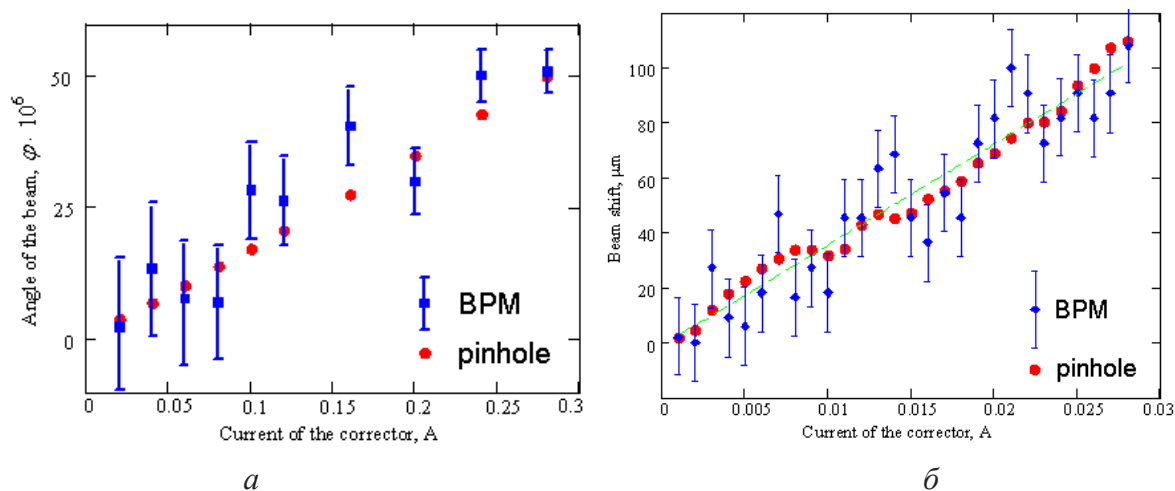 Angle of the beam, φ · 10⁶
50
25
0
BPM
pinhole
0 0.05 0.1 0.15 0.2 0.25 0.3
Current of the corrector, A
а
Beam shift, μm
100
80
60
40
20
0
BPM
pinhole
0 0.005 0.01 0.015 0.02 0.025 0.03
Current of the corrector, A
б